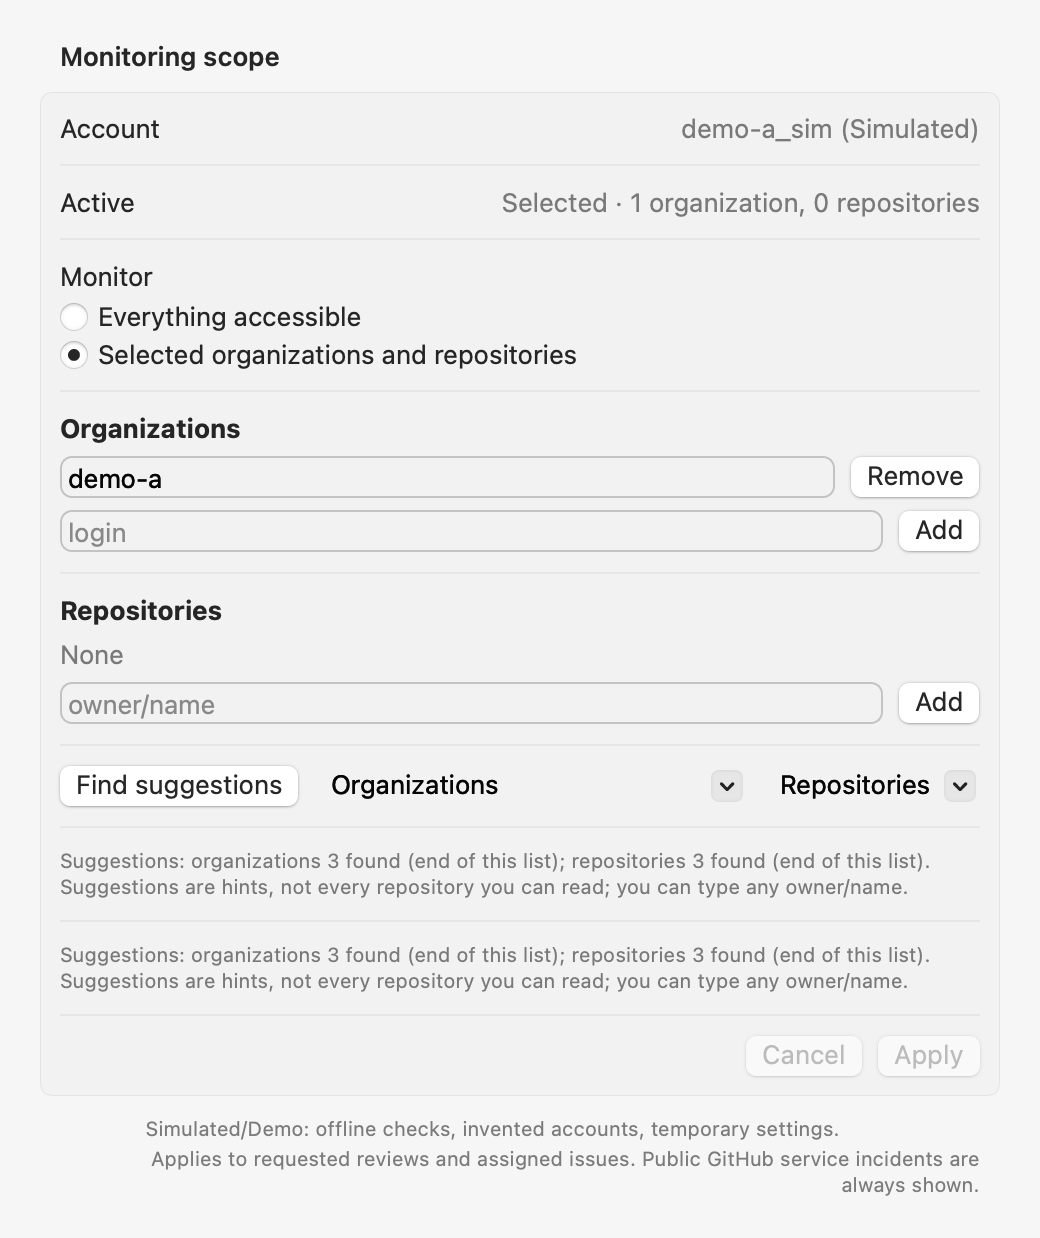 Monitoring scope
Account demo-a_sim (Simulated)
Active Selected · 1 organization, 0 repositories
Monitor
Everything accessible
Selected organizations and repositories
Organizations
demo-a Remove
login Add
Repositories
None
owner/name Add
Find suggestions Organizations Repositories
Suggestions: organizations 3 found (end of this list); repositories 3 found (end of this list).
Suggestions are hints, not every repository you can read; you can type any owner/name.
Suggestions: organizations 3 found (end of this list); repositories 3 found (end of this list).
Suggestions are hints, not every repository you can read; you can type any owner/name.
Cancel Apply
Simulated/Demo: offline checks, invented accounts, temporary settings.
Applies to requested reviews and assigned issues. Public GitHub service incidents are
always shown.